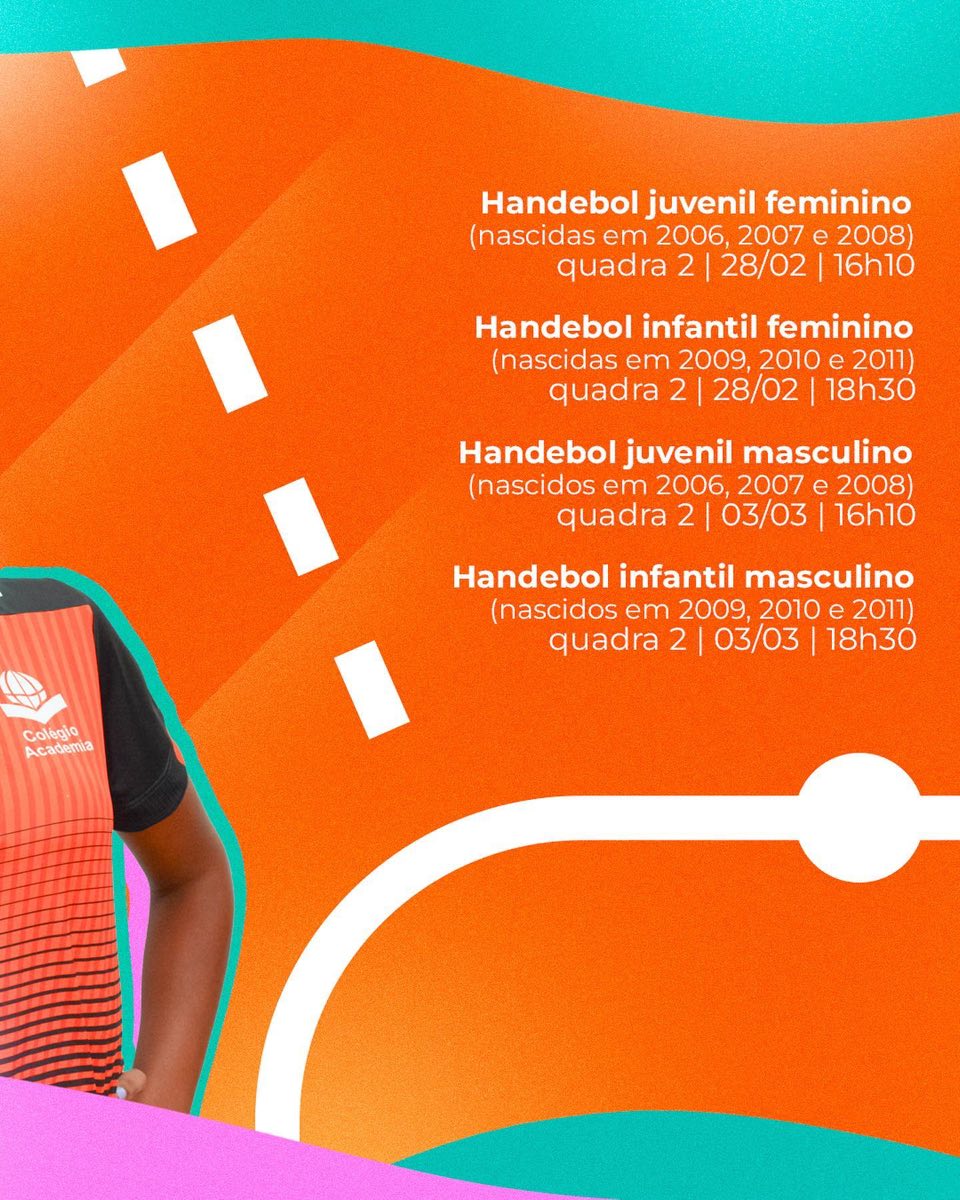 Handebol juvenil feminino
(nascidas em 2006, 2007 e 2008)
quadra 2 | 28/02 | 16h10
Handebol infantil feminino
(nascidas em 2009, 2010 e 2011)
quadra 2 | 28/02 | 18h30
Handebol juvenil masculino
(nascidos em 2006, 2007 e 2008)
quadra 2 | 03/03 | 16h10
Handebol infantil masculino
(nascidos em 2009, 2010 e 2011)
quadra 2 | 03/03 | 18h30
Colégio
Academia